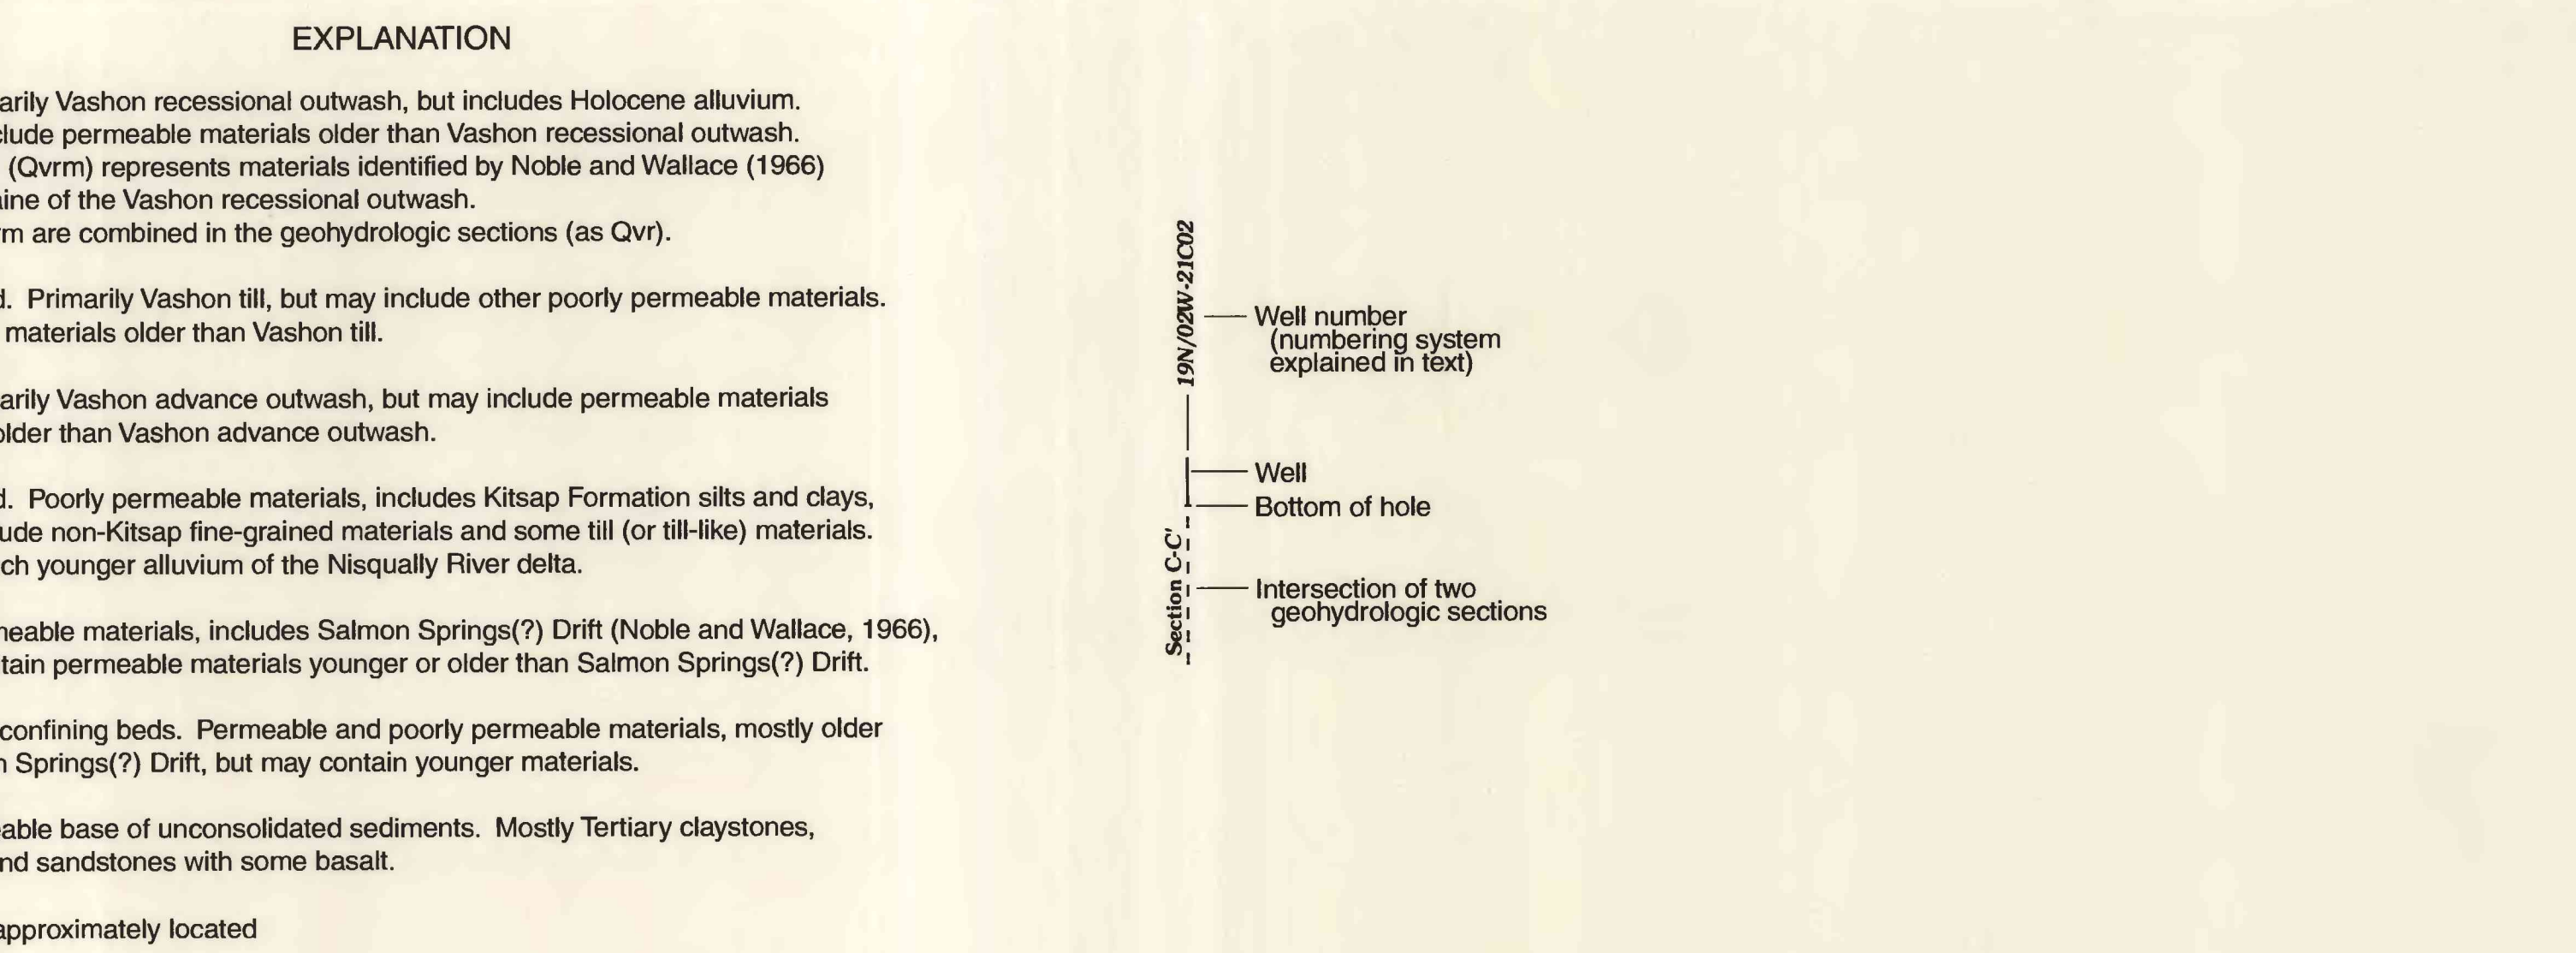 EXPLANATION
arily Vashon recessional outwash, but includes Holocene alluvium.
clude permeable materials older than Vashon recessional outwash.
(Qvrm) represents materials identified by Noble and Wallace (1966)
aine of the Vashon recessional outwash.
rm are combined in the geohydrologic sections (as Qvr).
d. Primarily Vashon till, but may include other poorly permeable materials.
materials older than Vashon till.
arily Vashon advance outwash, but may include permeable materials
older than Vashon advance outwash.
d. Poorly permeable materials, includes Kitsap Formation silts and clays,
ude non-Kitsap fine-grained materials and some till (or till-like) materials.
ch younger alluvium of the Nisqually River delta.
meable materials, includes Salmon Springs(?) Drift (Noble and Wallace, 1966),
tain permeable materials younger or older than Salmon Springs(?) Drift.
confining beds. Permeable and poorly permeable materials, mostly older
n Springs(?) Drift, but may contain younger materials.
able base of unconsolidated sediments. Mostly Tertiary claystones,
nd sandstones with some basalt.
approximately located
19N/02W-21C02
Well number
(numbering system
explained in text)
Well
Bottom of hole
Section C-C'
Intersection of two
geohydrologic sections